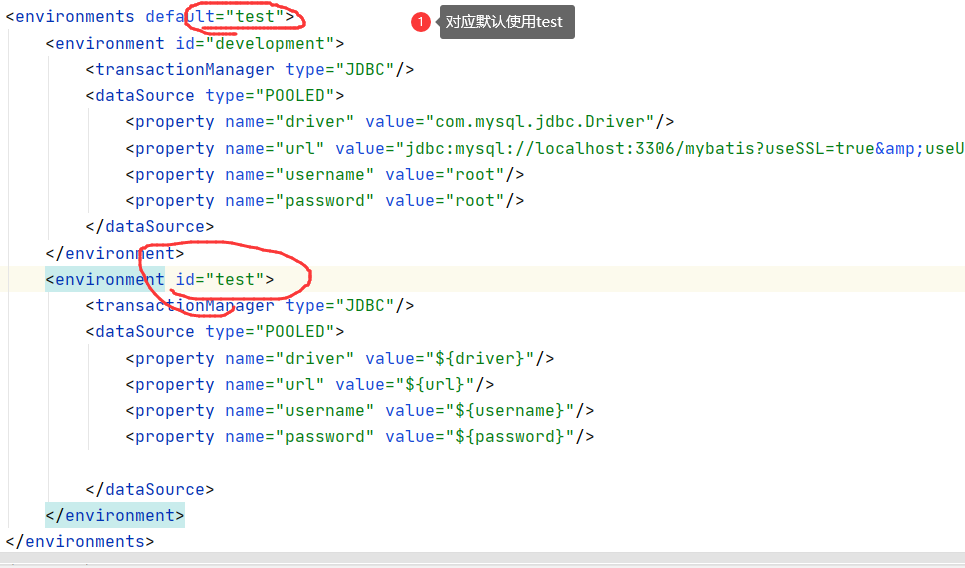 <environments default="test">
1 对应默认使用test
<environment id="development">
<transactionManager type="JDBC"/>
<dataSource type="POOLED">
<property name="driver" value="com.mysql.jdbc.Driver"/>
<property name="url" value="jdbc:mysql://localhost:3306/mybatis?useSSL=true&amp;useU
<property name="username" value="root"/>
<property name="password" value="root"/>
</dataSource>
</environment>
<environment id="test">
<transactionManager type="JDBC"/>
<dataSource type="POOLED">
<property name="driver" value="${driver}"/>
<property name="url" value="${url}"/>
<property name="username" value="${username}"/>
<property name="password" value="${password}"/>
</dataSource>
</environment>
</environments>